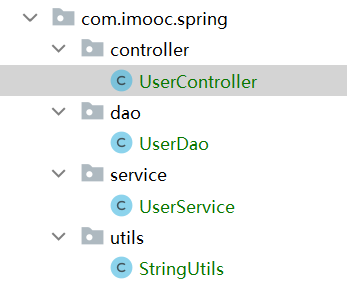 com.imooc.spring
controller
UserController
dao
UserDao
service
UserService
utils
StringUtils